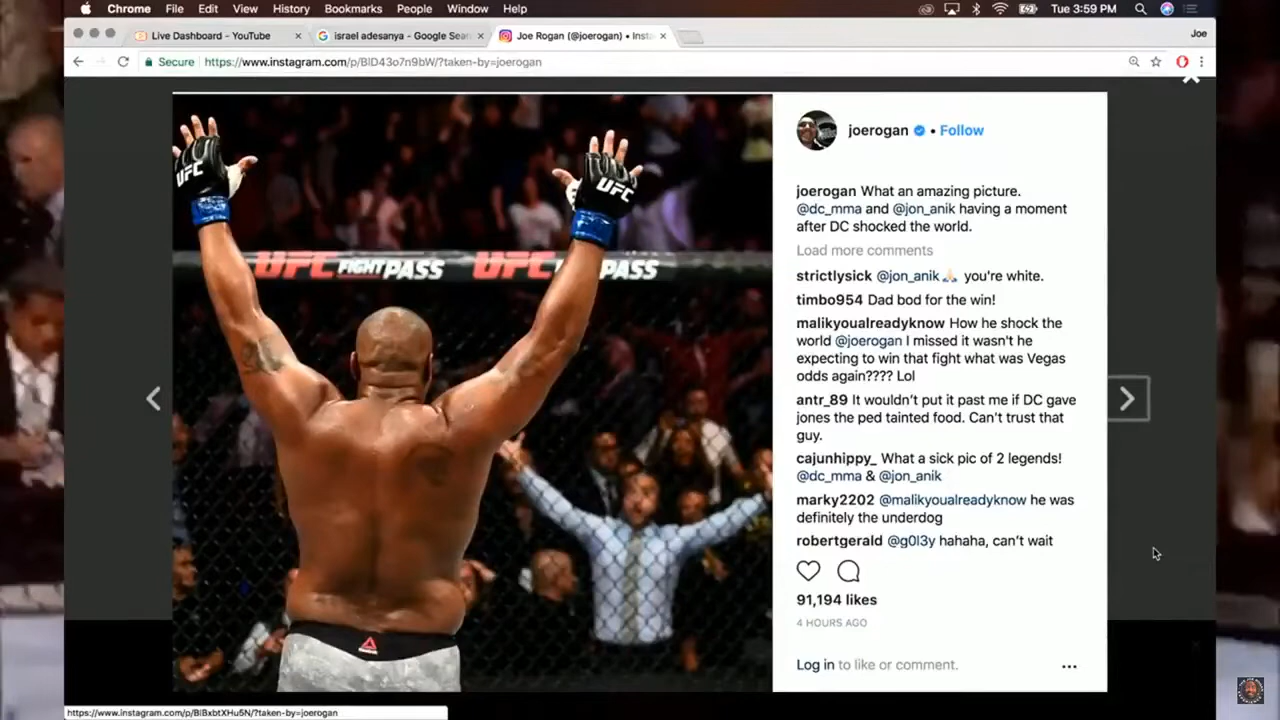 Chrome File Edit View History Bookmarks People Window Help
Tue 3:59 PM
Live Dashboard - YouTube
israel adesanya - Google Sea
Joe Rogan (@joerogan) • Inst
Joe
Secure https://www.instagram.com/p/BlD43o7n9bW/?taken-by=joerogan
UFC
UFC
UFC FIGHT PASS UFC PASS
joerogan • Follow
joerogan What an amazing picture.
@dc_mma and @jon_anik having a moment
after DC shocked the world.
Load more comments
strictlysick @jon_anik🙏🏻 you're white.
timbo954 Dad bod for the win!
malikyoualreadyknow How he shock the
world @joerogan I missed it wasn't he
expecting to win that fight what was Vegas
odds again???? Lol
antr_89 It wouldn't put it past me if DC gave
jones the ped tainted food. Can't trust that
guy.
cajunhippy_ What a sick pic of 2 legends!
@dc_mma & @jon_anik
marky2202 @malikyoualreadyknow he was
definitely the underdog
robertgerald @g0l3y hahaha, can't wait
91,194 likes
4 HOURS AGO
Log in to like or comment.
https://www.instagram.com/p/BlBxbtXHu5N/?taken-by=joerogan